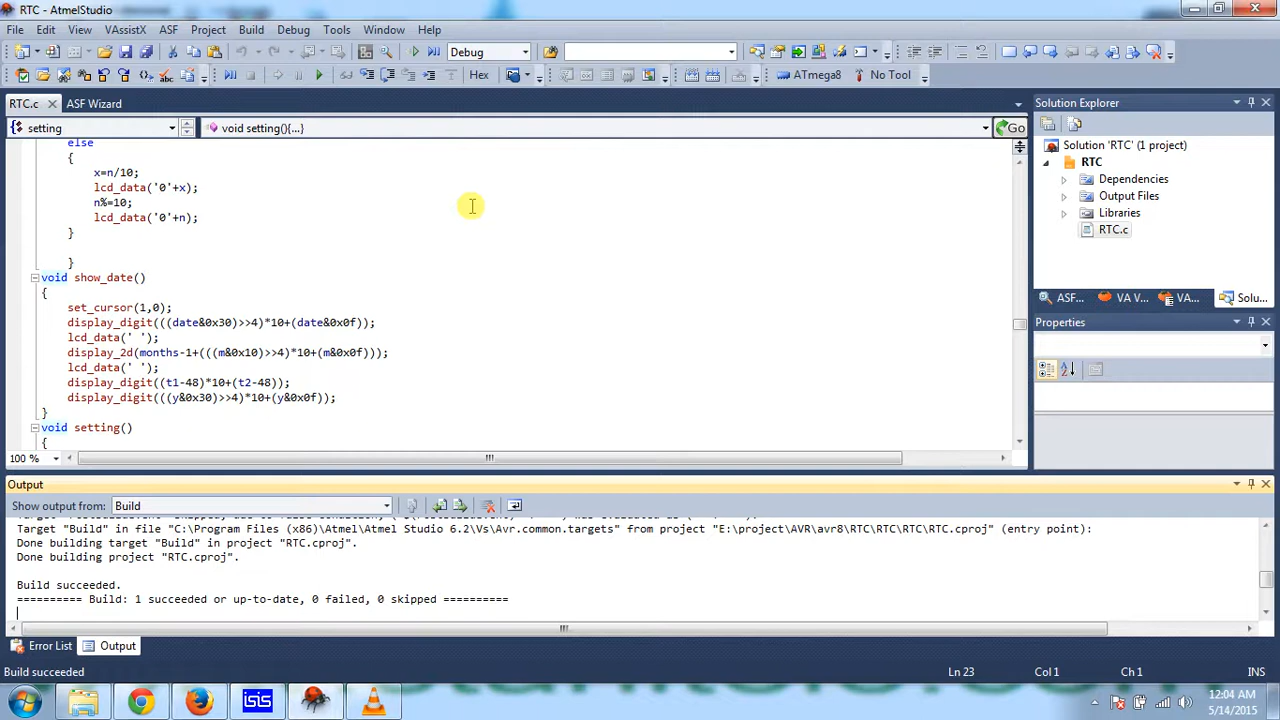 RTC - AtmelStudio
File Edit View VAssistX ASF Project Build Debug Tools Window Help
Debug
Hex ATmega8 No Tool
RTC.c ASF Wizard
setting void setting(){...} Go
else
{
x=n/10;
lcd_data('0'+x);
n%=10;
lcd_data('0'+n);
}
}
void show_date()
{
set_cursor(1,0);
display_digit(((date&0x30)>>4)*10+(date&0x0f));
lcd_data(' ');
display_2d(months-1+(((m&0x10)>>4)*10+(m&0x0f)));
lcd_data(' ');
display_digit((t1-48)*10+(t2-48));
display_digit(((y&0x30)>>4)*10+(y&0x0f));
}
void setting()
{
100 %
Solution Explorer
Solution 'RTC' (1 project)
RTC
Dependencies
Output Files
Libraries
RTC.c
ASF... VA V... VA... Solu...
Properties
Output
Show output from: Build
Target "Build" in file "C:\Program Files (x86)\Atmel\Atmel Studio 6.2\Vs\Avr.common.targets" from project "E:\project\AVR\avr8\RTC\RTC\RTC\RTC.cproj" (entry point):
Done building target "Build" in project "RTC.cproj".
Done building project "RTC.cproj".
Build succeeded.
========== Build: 1 succeeded or up-to-date, 0 failed, 0 skipped ==========
Error List Output
Build succeeded Ln 23 Col 1 Ch 1 INS
isis
12:04 AM
5/14/2015